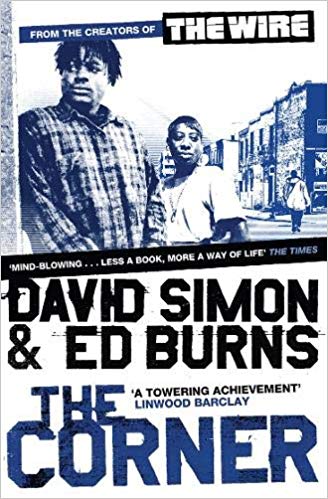 FROM THE CREATORS OF THE WIRE
'MIND-BLOWING . . . LESS A BOOK, MORE A WAY OF LIFE' THE TIMES
DAVID SIMON
& ED BURNS
THE
'A TOWERING ACHIEVEMENT'
LINWOOD BARCLAY
CORNER